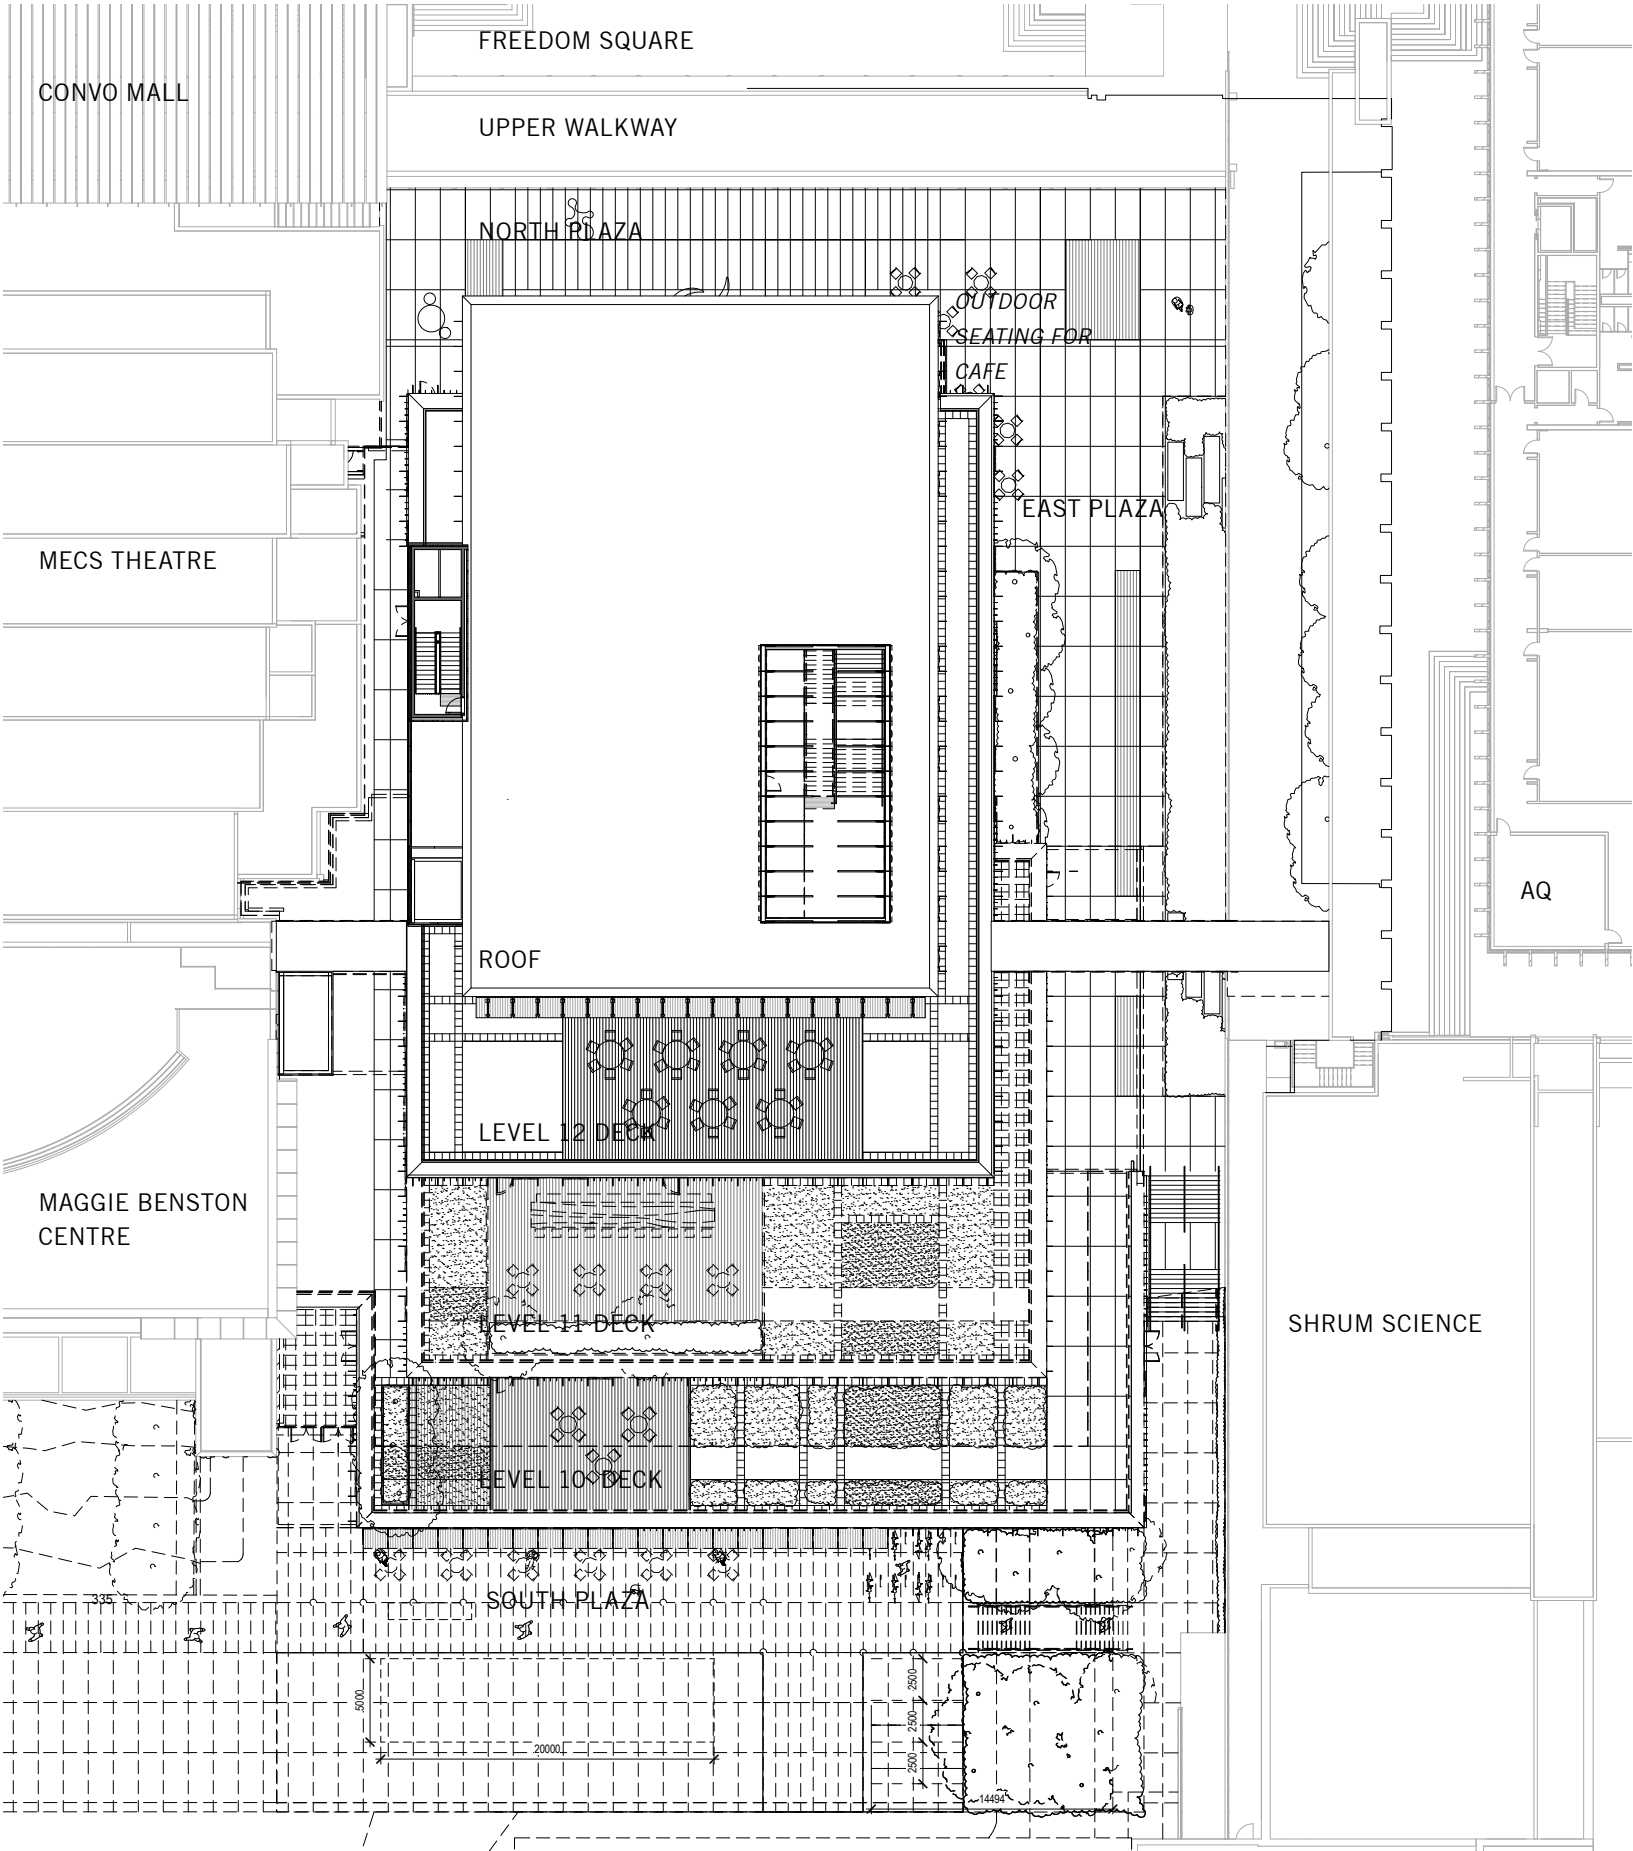 FREEDOM SQUARE
CONVO MALL
UPPER WALKWAY
NORTH PLAZA
OUTDOOR
SEATING FOR
CAFE
EAST PLAZA
MECS THEATRE
AQ
ROOF
LEVEL 12 DECK
MAGGIE BENSTON
CENTRE
LEVEL 11 DECK
SHRUM SCIENCE
LEVEL 10 DECK
335
SOUTH PLAZA
5000
20000
2500
2500
2500
14494